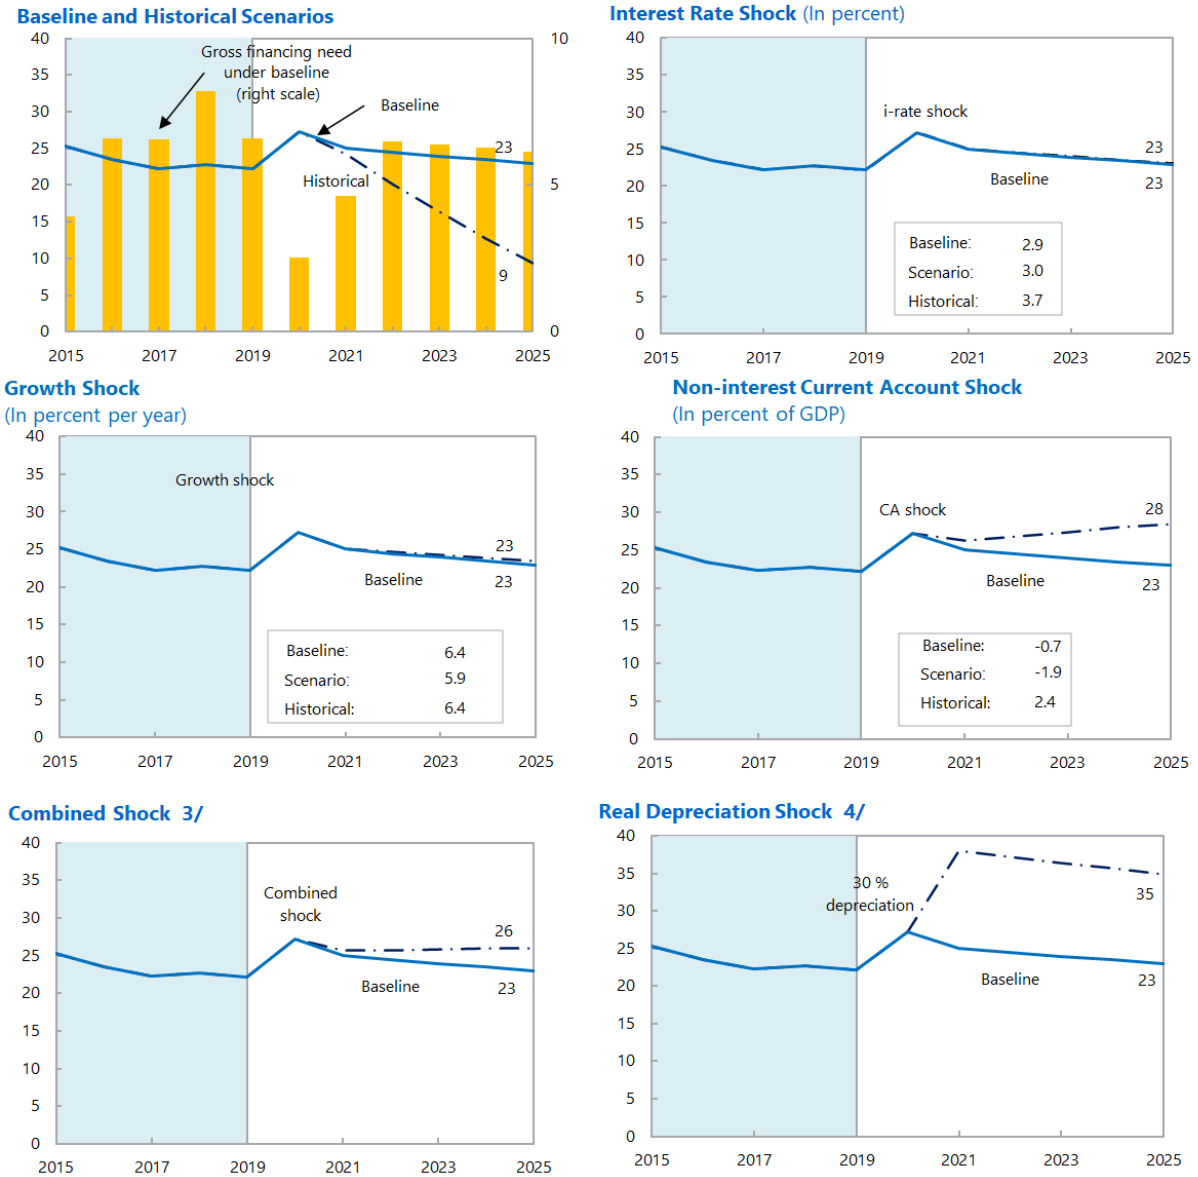 Baseline and Historical Scenarios
40
35
30
25
20
15
10
5
0
10
5
0
Gross financing need
under baseline
(right scale)
Baseline
23
Historical
9
2015 2017 2019 2021 2023 2025
Interest Rate Shock (In percent)
40
35
30
25
20
15
10
5
0
i-rate shock
23
Baseline
23
Baseline: 2.9
Scenario: 3.0
Historical: 3.7
2015 2017 2019 2021 2023 2025
Growth Shock
(In percent per year)
40
35
30
25
20
15
10
5
0
Growth shock
23
Baseline
23
Baseline: 6.4
Scenario: 5.9
Historical: 6.4
2015 2017 2019 2021 2023 2025
Non-interest Current Account Shock
(In percent of GDP)
40
35
30
25
20
15
10
5
0
CA shock
28
Baseline
23
Baseline: -0.7
Scenario: -1.9
Historical: 2.4
2015 2017 2019 2021 2023 2025
Combined Shock 3/
40
35
30
25
20
15
10
5
0
Combined
shock
26
Baseline
23
2015 2017 2019 2021 2023 2025
Real Depreciation Shock 4/
40
35
30
25
20
15
10
5
0
30 %
depreciation
35
Baseline
23
2015 2017 2019 2021 2023 2025